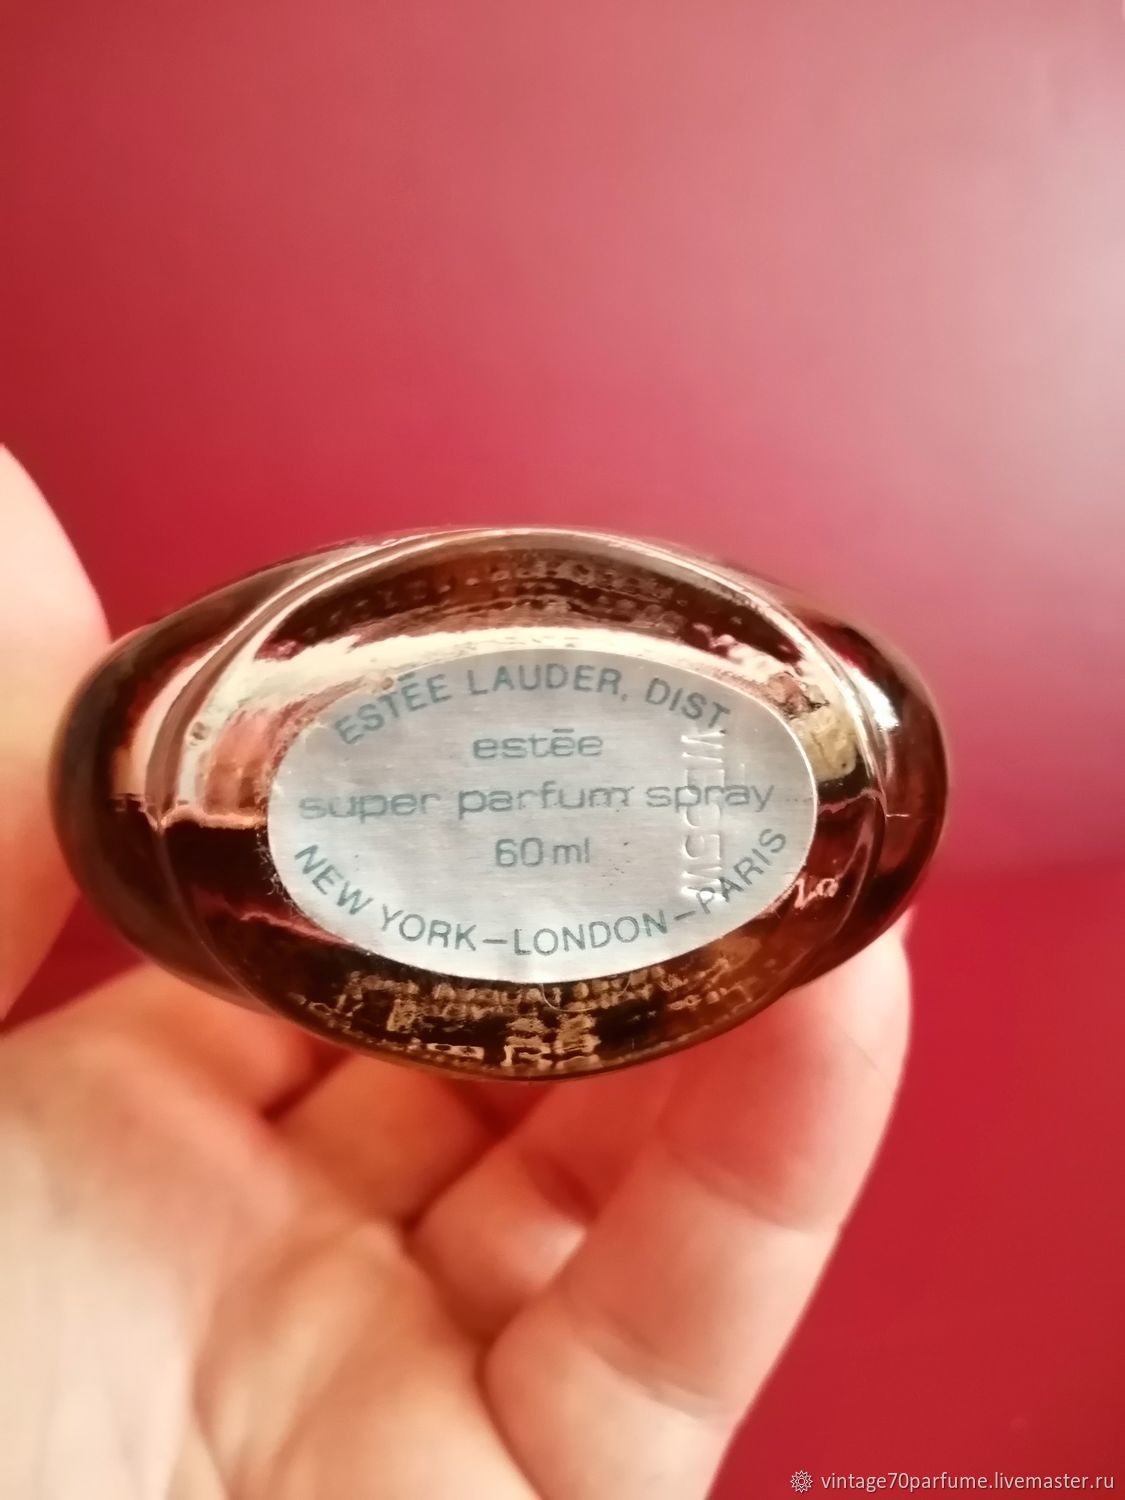 ESTĒE LAUDER, DIST.
estēe
super parfum spray
60 ml
NEW YORK–LONDON–PARIS
vintage70parfume.livemaster.ru